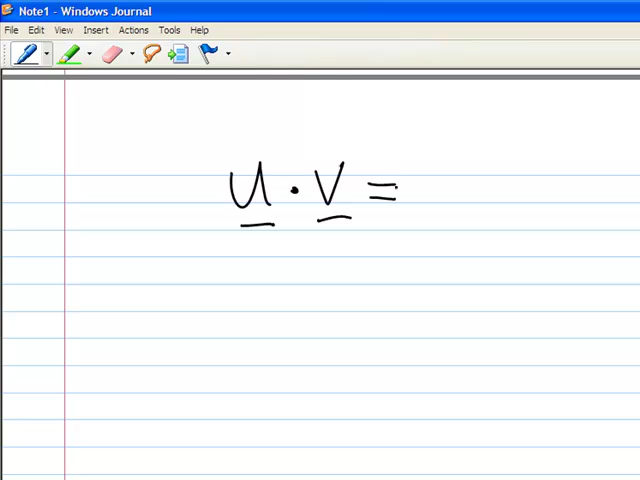 Note1 - Windows Journal
File Edit View Insert Actions Tools Help
u · v =